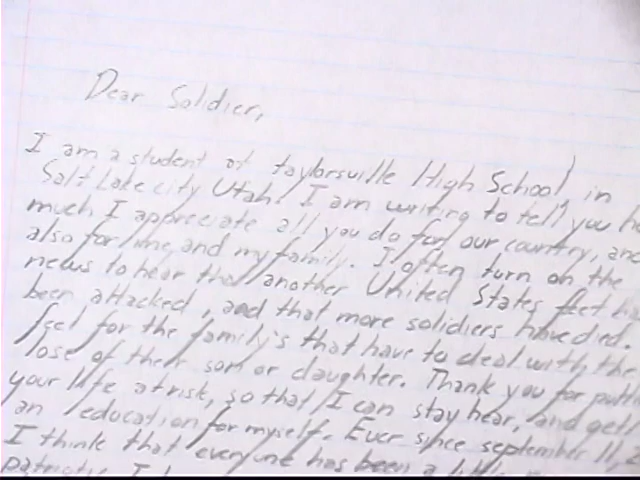 Dear Solidier,
I am a student at taylorsville High School, in
Salt Lake city Utah. I am writing to tell you
much I appreciate all you do for our country, and
also for me, and my family. I often turn on the
news to hear that another United States
been attacked, and that more solidiers have died.
feel for the family's that have to deal with the
lose of their son or daughter. Thank you for
your life at risk, so that I can stay hear, and get
an education for myself. Ever since september 11,
I think that everyone has been a little